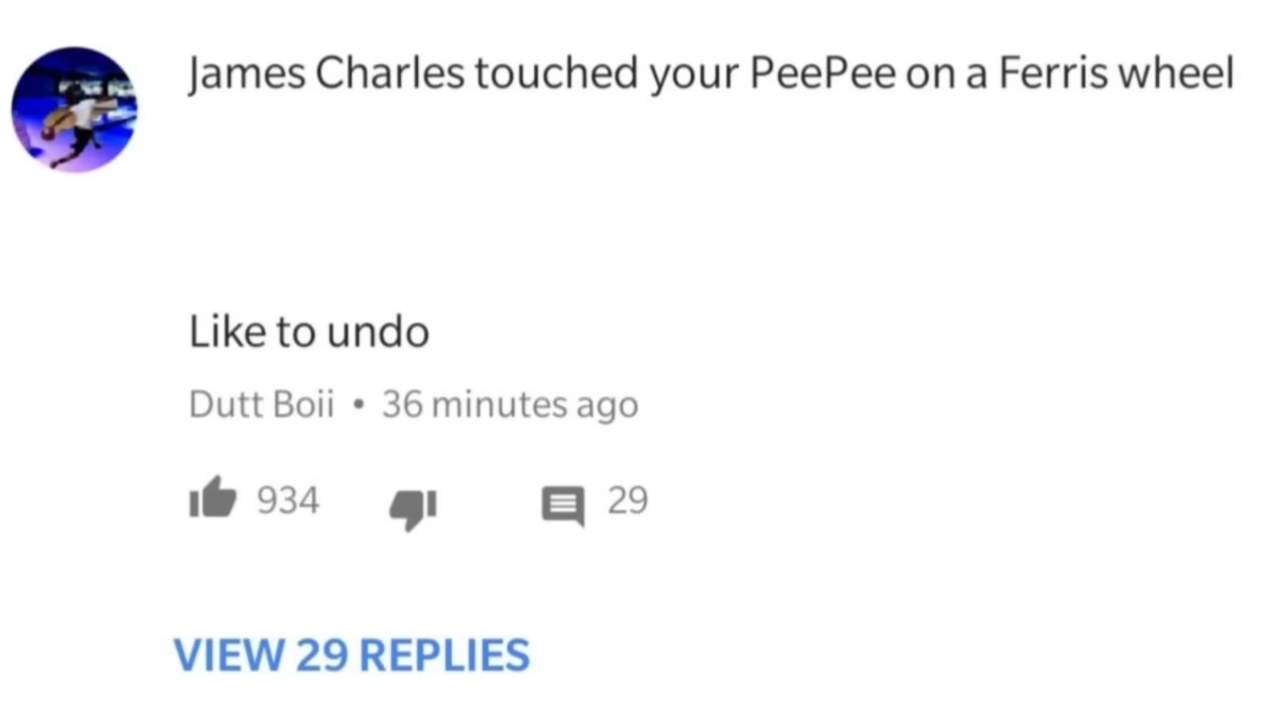 James Charles touched your PeePee on a Ferris wheel
Like to undo
Dutt Boii • 36 minutes ago
934 29
VIEW 29 REPLIES